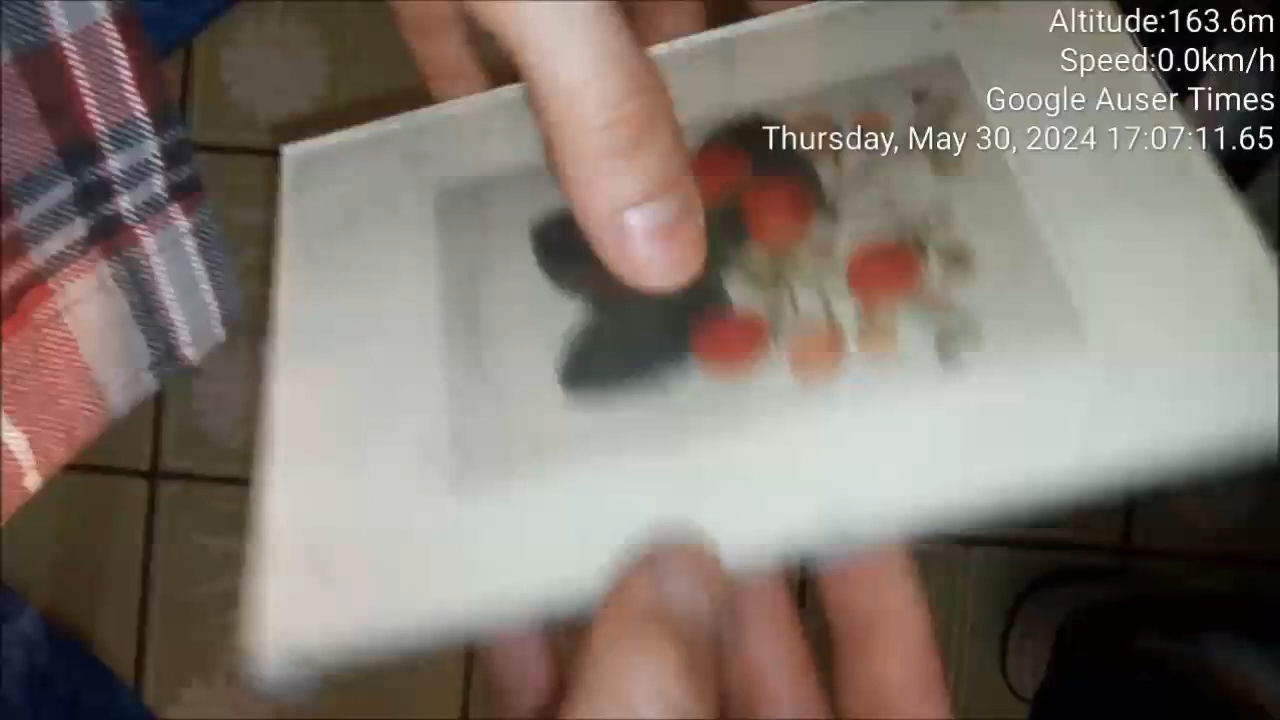 Altitude:163.6m
Speed:0.0km/h
Google Auser Times
Thursday, May 30, 2024 17:07:11.65